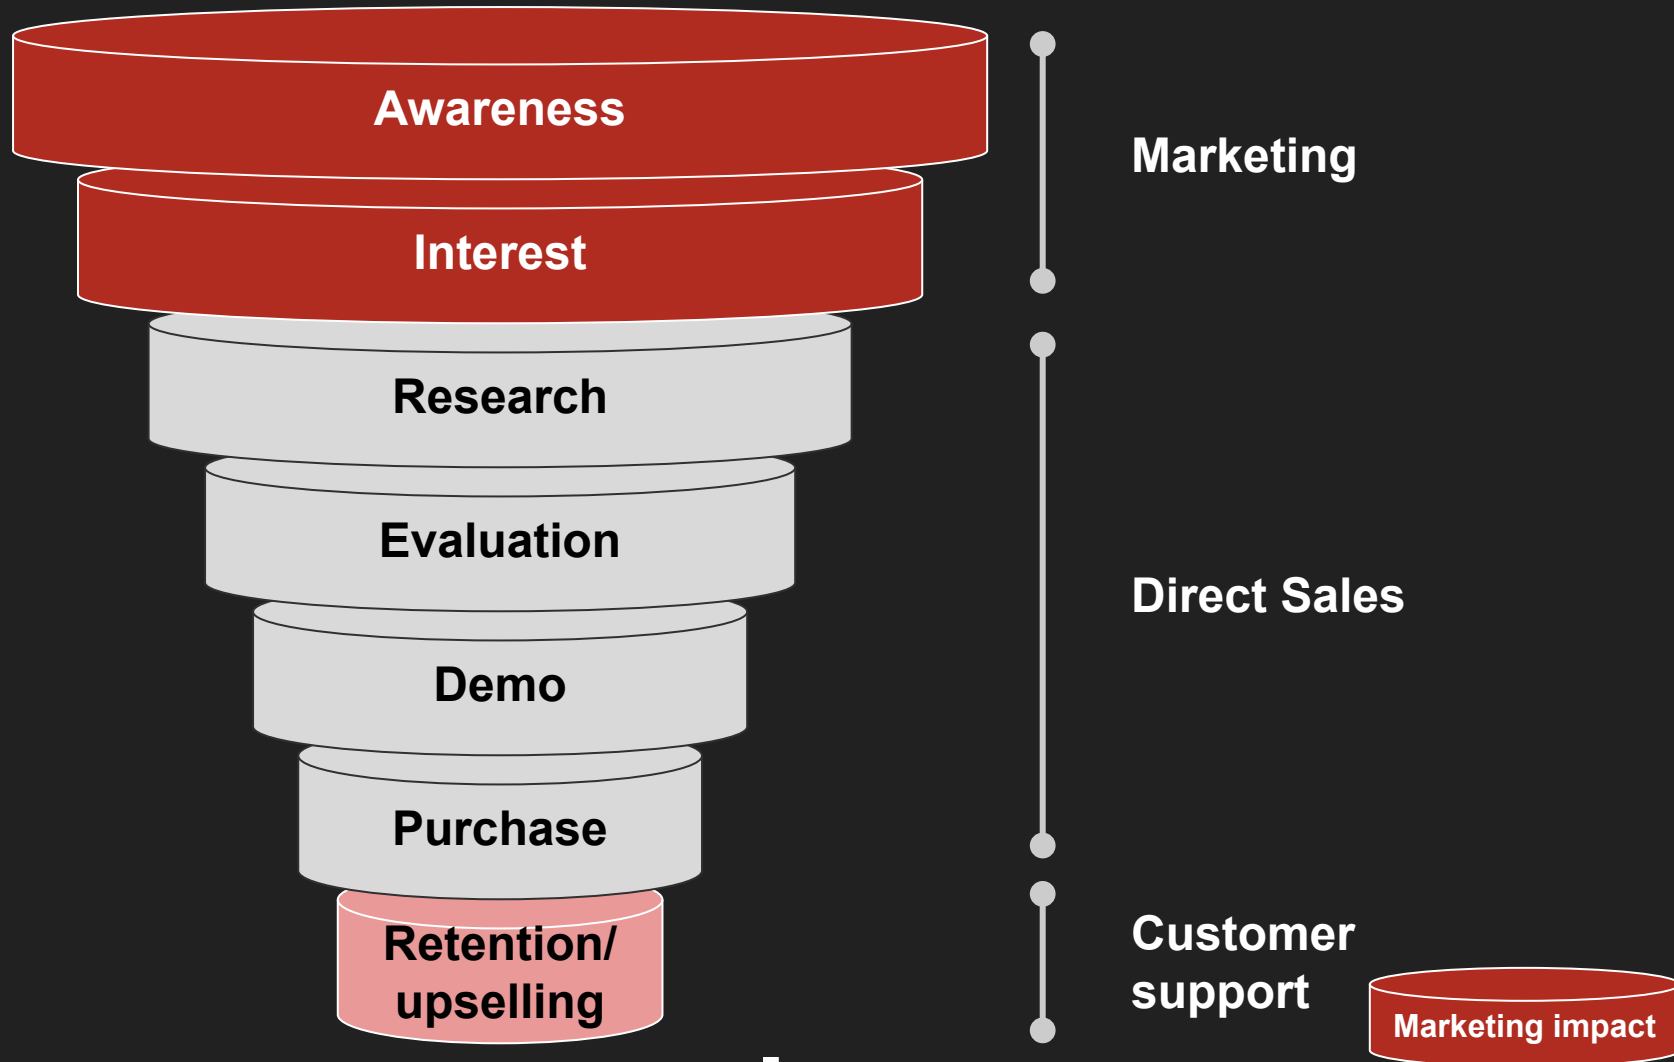 Awareness
Interest
Research
Evaluation
Demo
Purchase
Retention/
upselling
Marketing
Direct Sales
Customer
support
Marketing impact